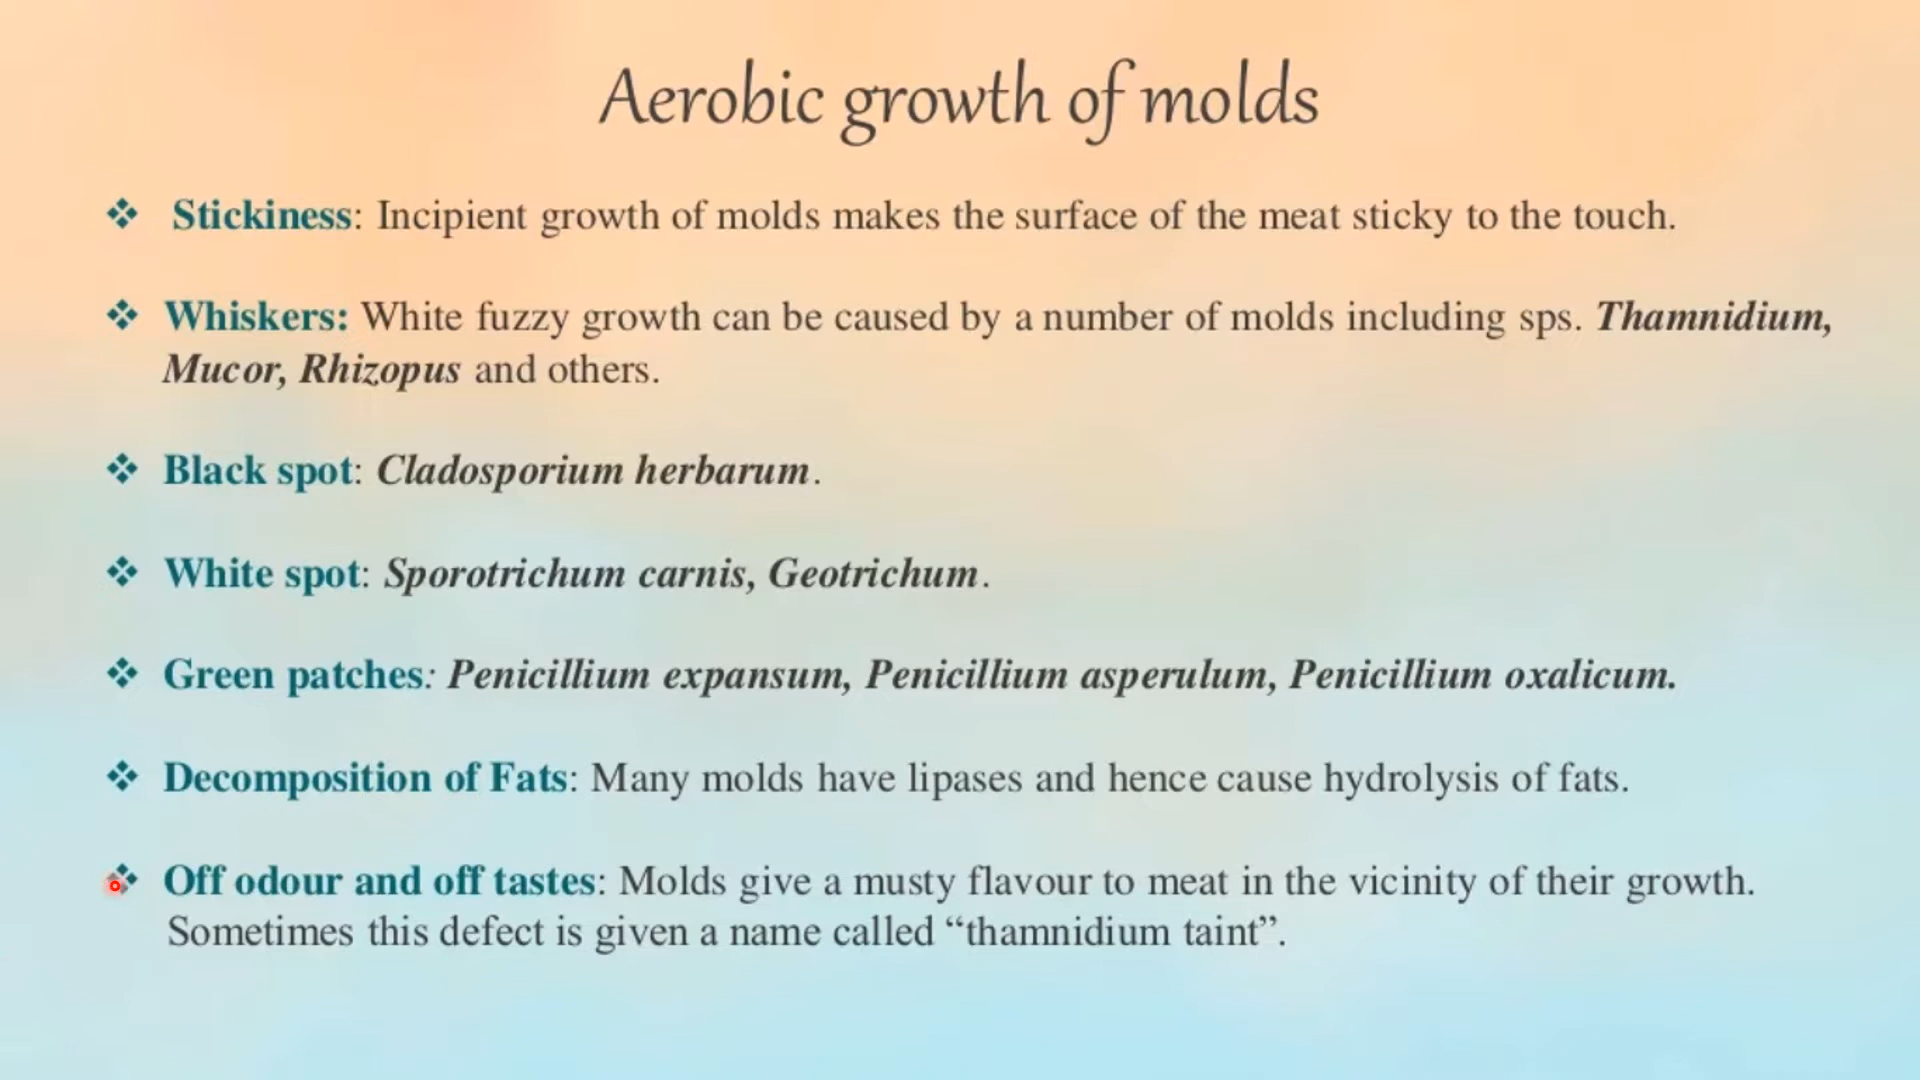 Aerobic growth of molds
❖ Stickiness: Incipient growth of molds makes the surface of the meat sticky to the touch.
❖ Whiskers: White fuzzy growth can be caused by a number of molds including sps. Thamnidium,
Mucor, Rhizopus and others.
❖ Black spot: Cladosporium herbarum.
❖ White spot: Sporotrichum carnis, Geotrichum.
❖ Green patches: Penicillium expansum, Penicillium asperulum, Penicillium oxalicum.
❖ Decomposition of Fats: Many molds have lipases and hence cause hydrolysis of fats.
❖ Off odour and off tastes: Molds give a musty flavour to meat in the vicinity of their growth.
Sometimes this defect is given a name called “thamnidium taint”.